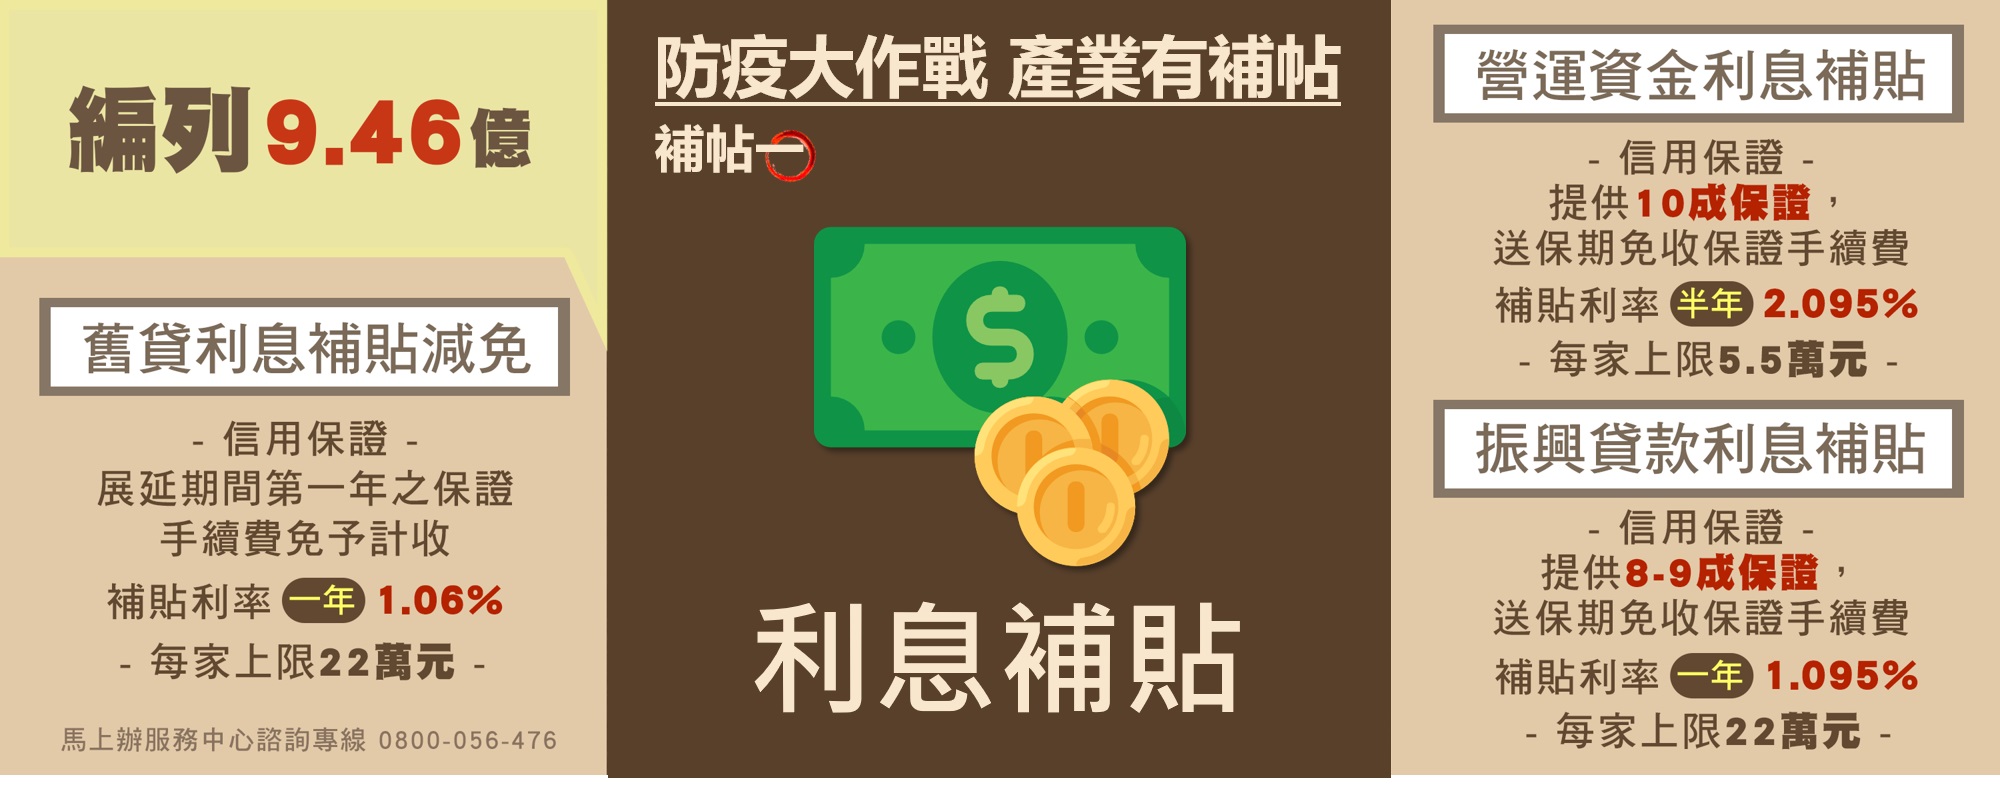 編列9.46億
舊貸利息補貼減免
- 信用保證 -
展延期間第一年之保證
手續費免予計收
補貼利率 一年 1.06%
- 每家上限22萬元 -
馬上辦服務中心諮詢專線 0800-056-476
防疫大作戰 產業有補帖
補帖一
$
利息補貼
營運資金利息補貼
- 信用保證 -
提供10成保證，
送保期免收保證手續費
補貼利率 半年 2.095%
- 每家上限5.5萬元 -
振興貸款利息補貼
- 信用保證 -
提供8-9成保證，
送保期免收保證手續費
補貼利率 一年 1.095%
- 每家上限22萬元 -